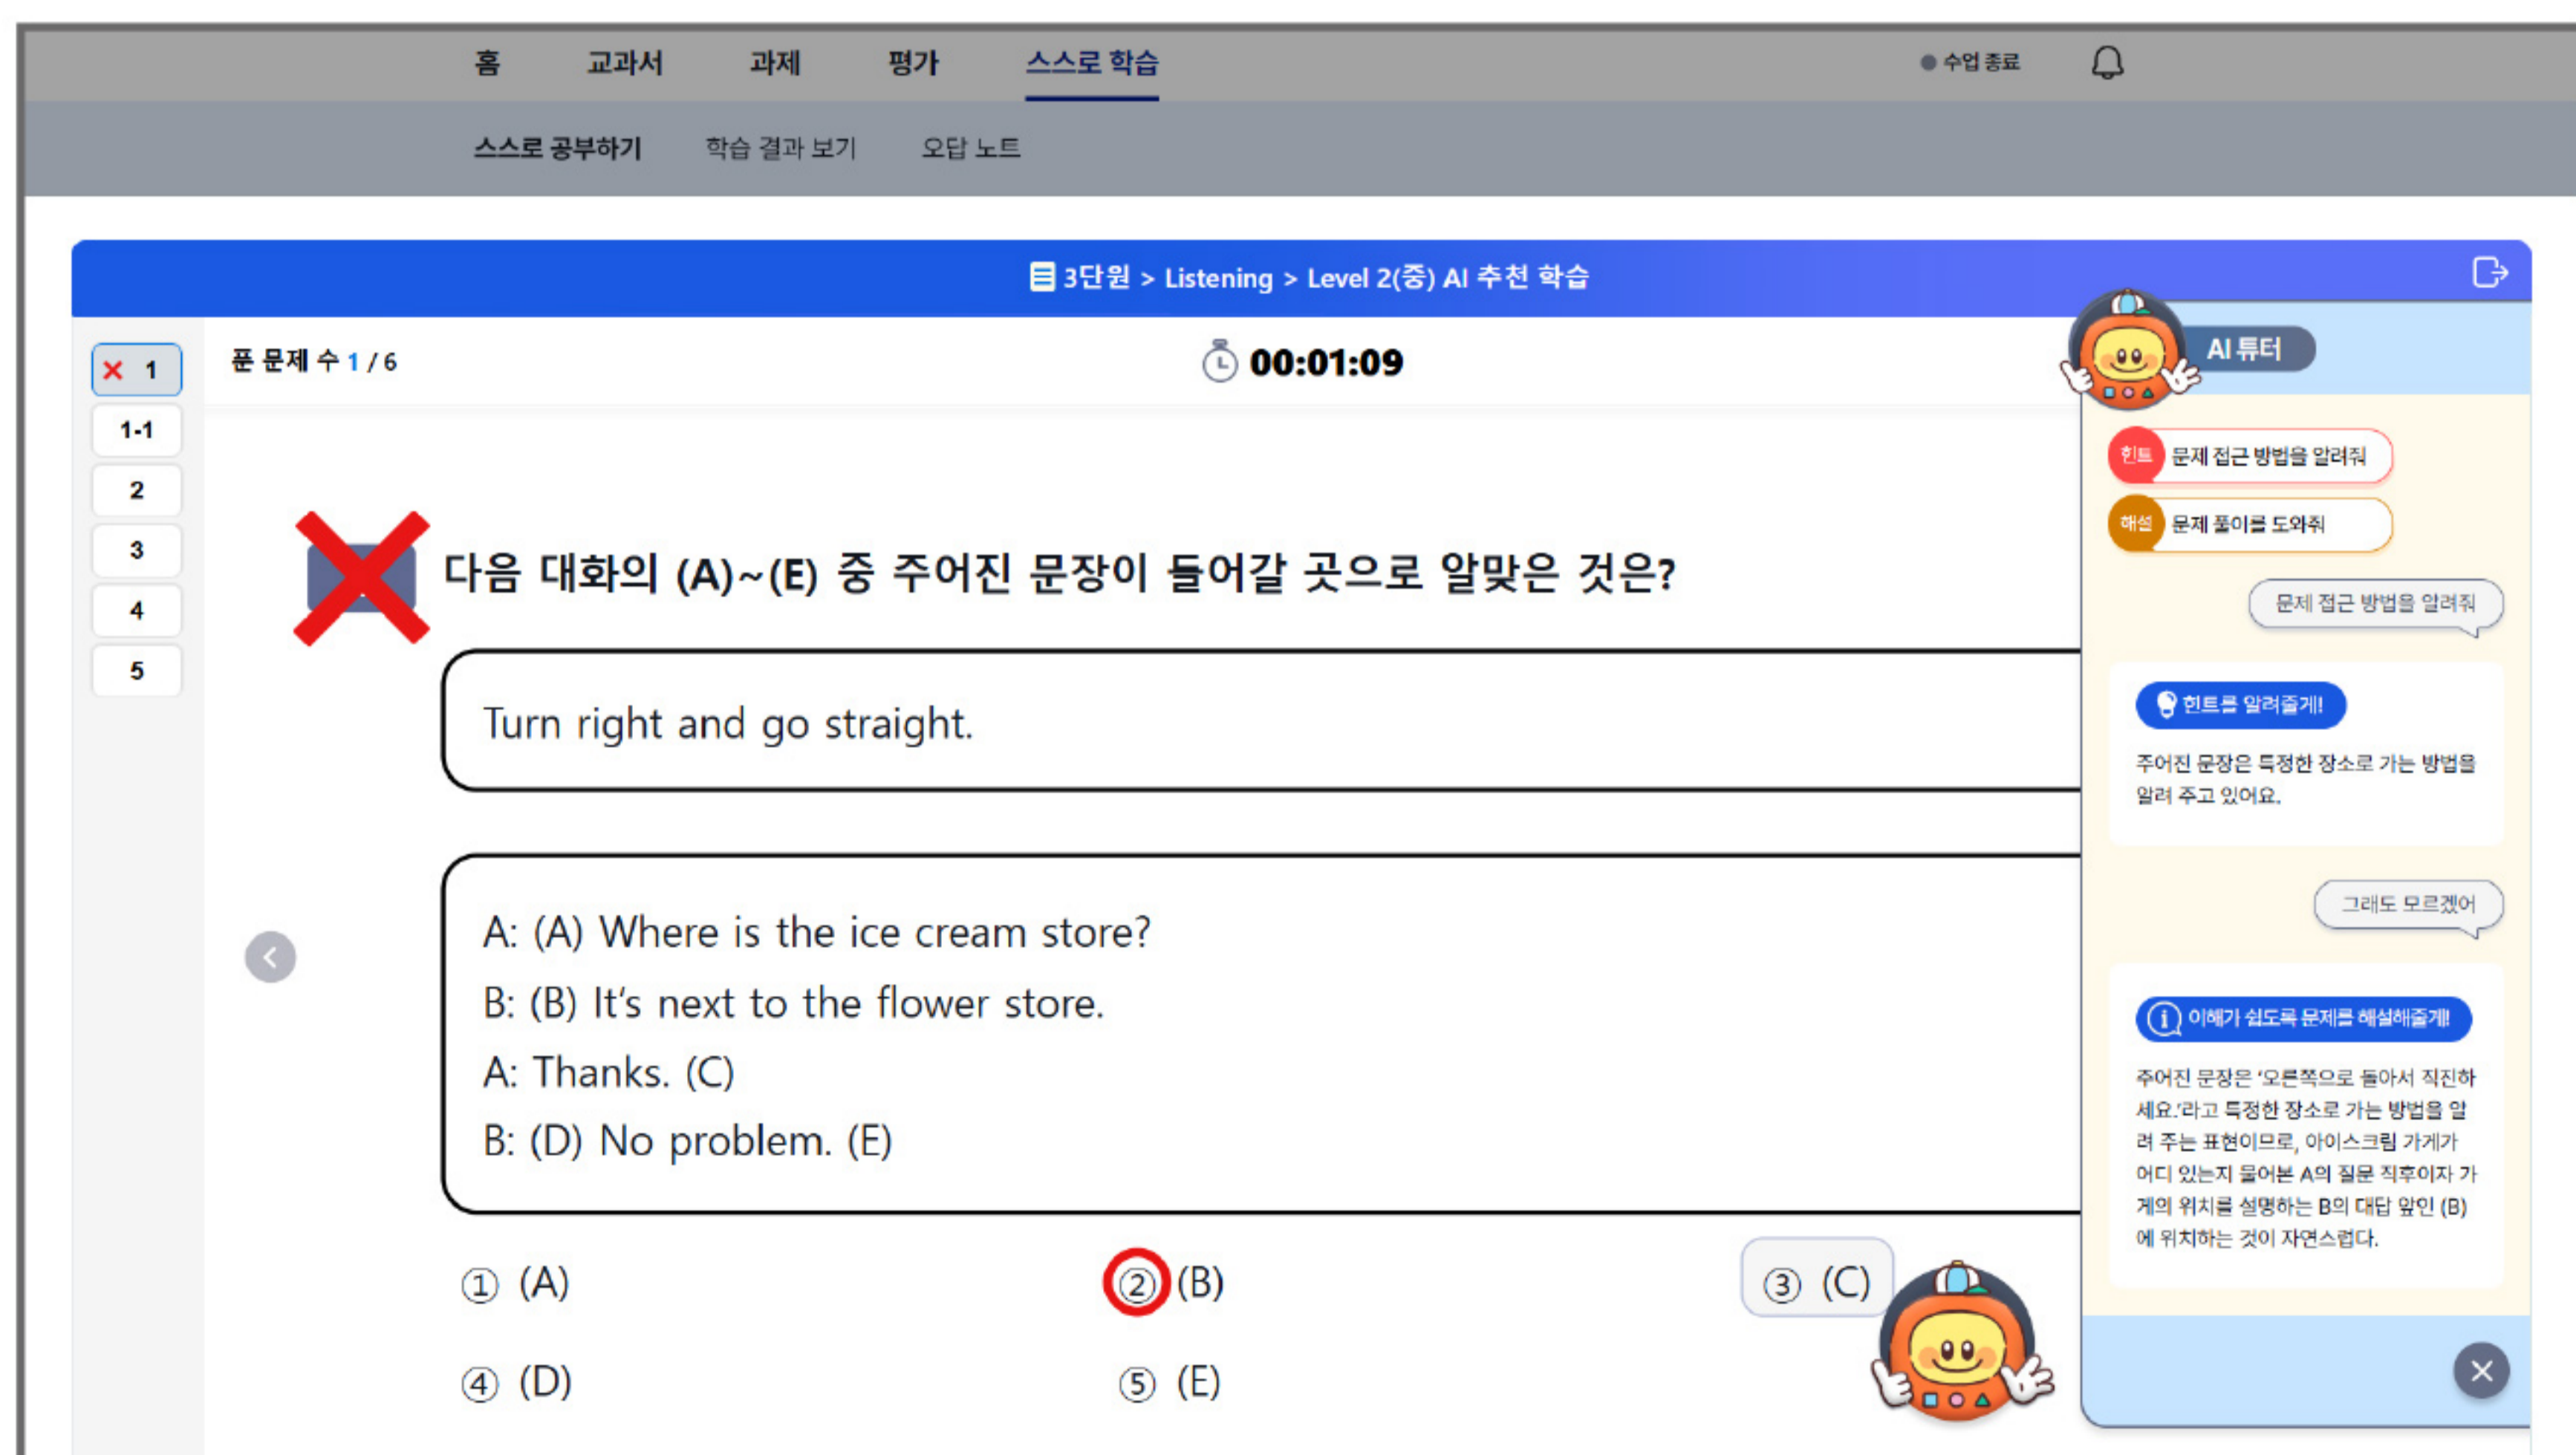 홈 교과서 과제 평가 스스로 학습 수업 종료
스스로 공부하기 학습 결과 보기 오답 노트
3단원 > Listening > Level 2(중) AI 추천 학습
1
1-1
2
3
4
5
푼 문제 수 1 / 6
00:01:09
다음 대화의 (A)~(E) 중 주어진 문장이 들어갈 곳으로 알맞은 것은?
Turn right and go straight.
A: (A) Where is the ice cream store?
B: (B) It's next to the flower store.
A: Thanks. (C)
B: (D) No problem. (E)
① (A) ② (B) ③ (C)
④ (D) ⑤ (E)
AI 튜터
힌트 문제 접근 방법을 알려줘
해설 문제 풀이를 도와줘
문제 접근 방법을 알려줘
힌트를 알려줄게!
주어진 문장은 특정한 장소로 가는 방법을
알려 주고 있어요.
그래도 모르겠어
이해가 쉽도록 문제를 해설해줄게!
주어진 문장은 '오른쪽으로 돌아서 직진하
세요.'라고 특정한 장소로 가는 방법을 알
려 주는 표현이므로, 아이스크림 가게가
어디 있는지 물어본 A의 질문 직후이자 가
게의 위치를 설명하는 B의 대답 앞인 (B)
에 위치하는 것이 자연스럽다.